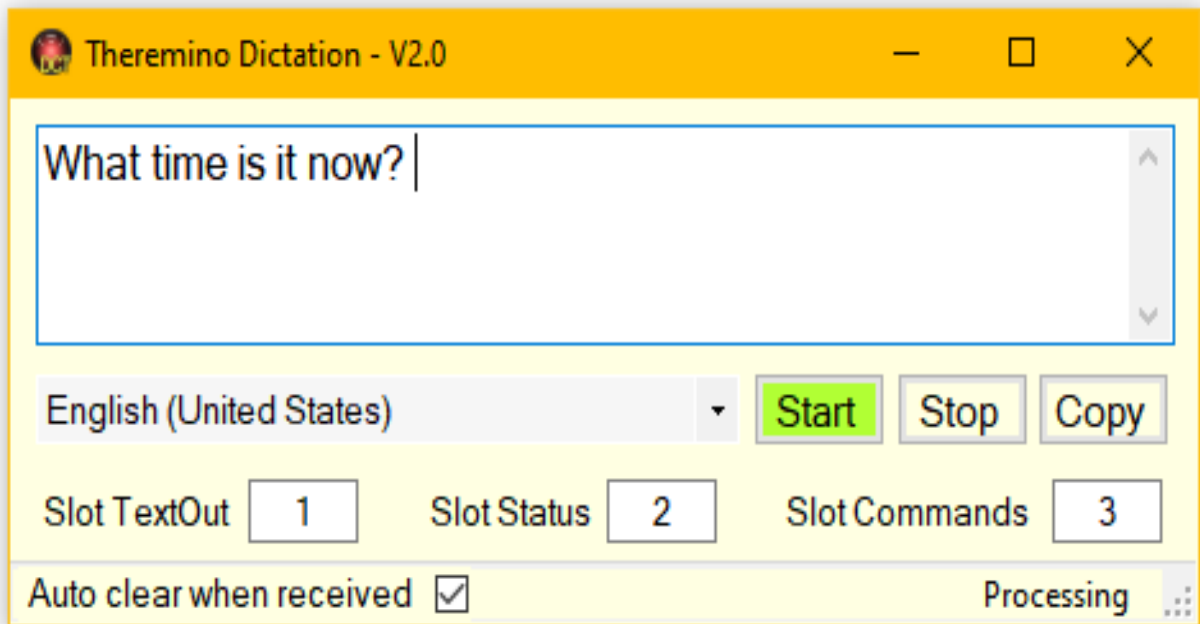 Theremino Dictation - V2.0
What time is it now?
English (United States) Start Stop Copy
Slot TextOut 1 Slot Status 2 Slot Commands 3
Auto clear when received Processing